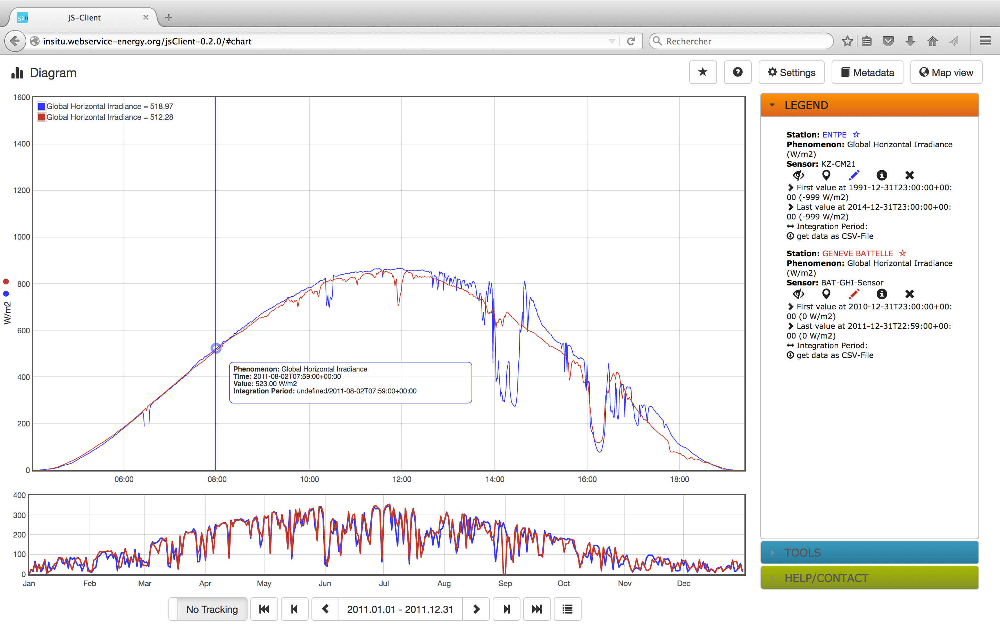 52n
JS-Client
insitu.webservice-energy.org/jsClient-0.2.0/#chart
Rechercher
Diagram
Settings
Metadata
Map view
1600
1400
1200
1000
800
600
400
200
0
W/m2
Global Horizontal Irradiance = 518.97
Global Horizontal Irradiance = 512.28
Phenomenon: Global Horizontal Irradiance
Time: 2011-08-02T07:59:00+00:00
Value: 523.00 W/m2
Integration Period: undefined/2011-08-02T07:59:00+00:00
06:00
08:00
10:00
12:00
14:00
16:00
18:00
400
300
200
100
0
Jan
Feb
Mar
Apr
May
Jun
Jul
Aug
Sep
Oct
Nov
Dec
No Tracking
2011.01.01 - 2011.12.31
LEGEND
Station: ENTPE
Phenomenon: Global Horizontal Irradiance
(W/m2)
Sensor: KZ-CM21
First value at 1991-12-31T23:00:00+00:
00 (-999 W/m2)
Last value at 2014-12-31T23:00:00+00:
00 (-999 W/m2)
Integration Period:
get data as CSV-File
Station: GENEVE BATTELLE
Phenomenon: Global Horizontal Irradiance
(W/m2)
Sensor: BAT-GHI-Sensor
First value at 2010-12-31T23:00:00+00:
00 (0 W/m2)
Last value at 2011-12-31T22:59:00+00:
00 (0 W/m2)
Integration Period:
get data as CSV-File
TOOLS
HELP/CONTACT